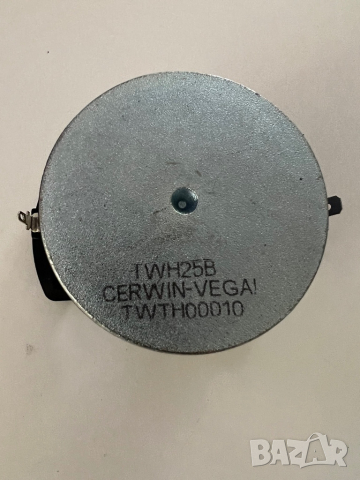 TWH25B
CERWIN-VEGA!
TWTH00010
BAZAR